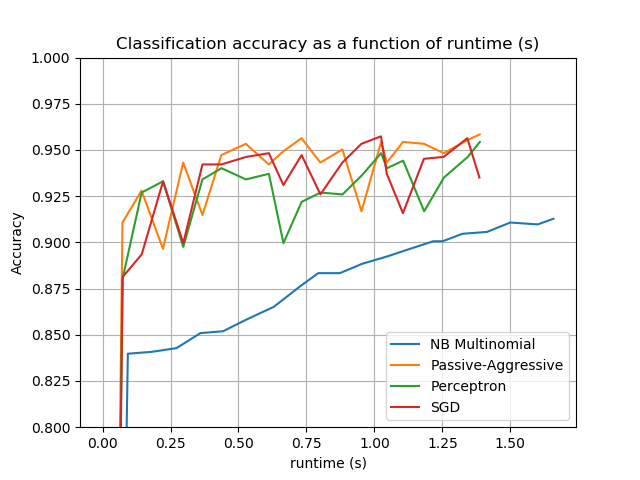 Classification accuracy as a function of runtime (s)
1.000
0.975
0.950
0.925
0.900
0.875
0.850
0.825
0.800
Accuracy
NB Multinomial
Passive-Aggressive
Perceptron
SGD
0.00 0.25 0.50 0.75 1.00 1.25 1.50
runtime (s)